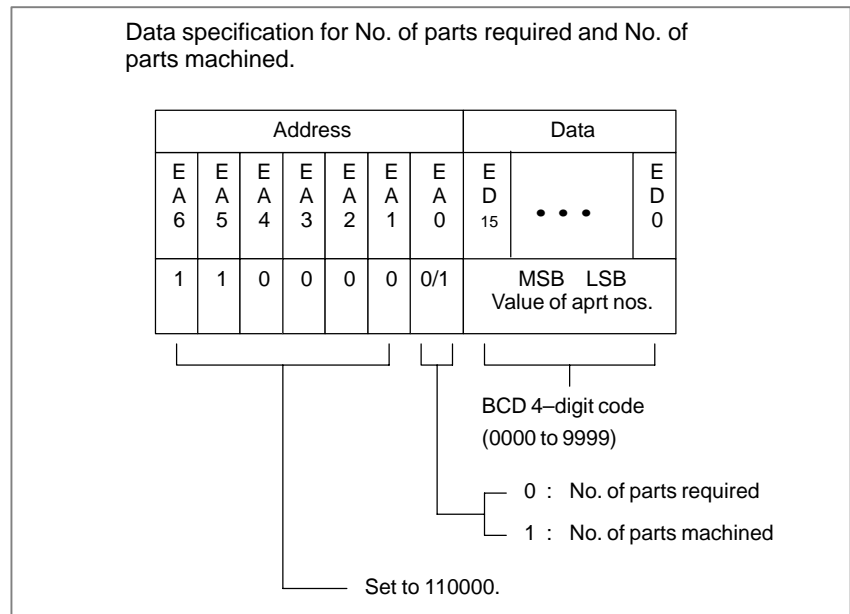 Data specification for No. of parts required and No. of
parts machined.
Address Data
E A 6 E A 5 E A 4 E A 3 E A 2 E A 1 E A 0 E D 15 • • • E D 0
1 1 0 0 0 0 0/1 MSB LSB
Value of aprt nos.
BCD 4–digit code
(0000 to 9999)
0 : No. of parts required
1 : No. of parts machined
Set to 110000.